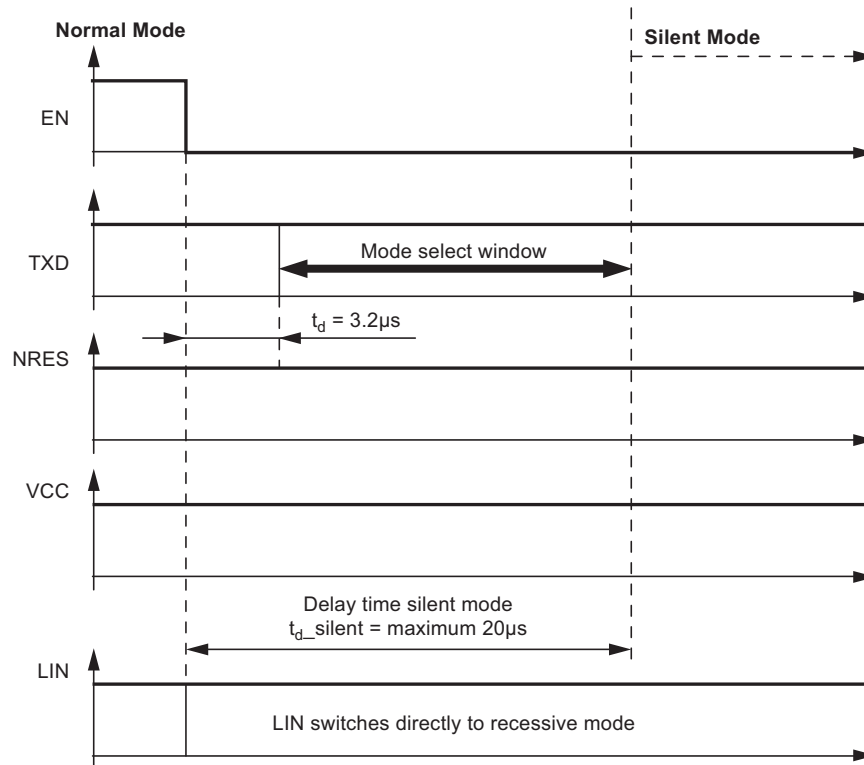 Normal Mode
Silent Mode
EN
TXD
Mode select window
t_d = 3.2µs
NRES
VCC
Delay time silent mode
t_d_silent = maximum 20µs
LIN
LIN switches directly to recessive mode